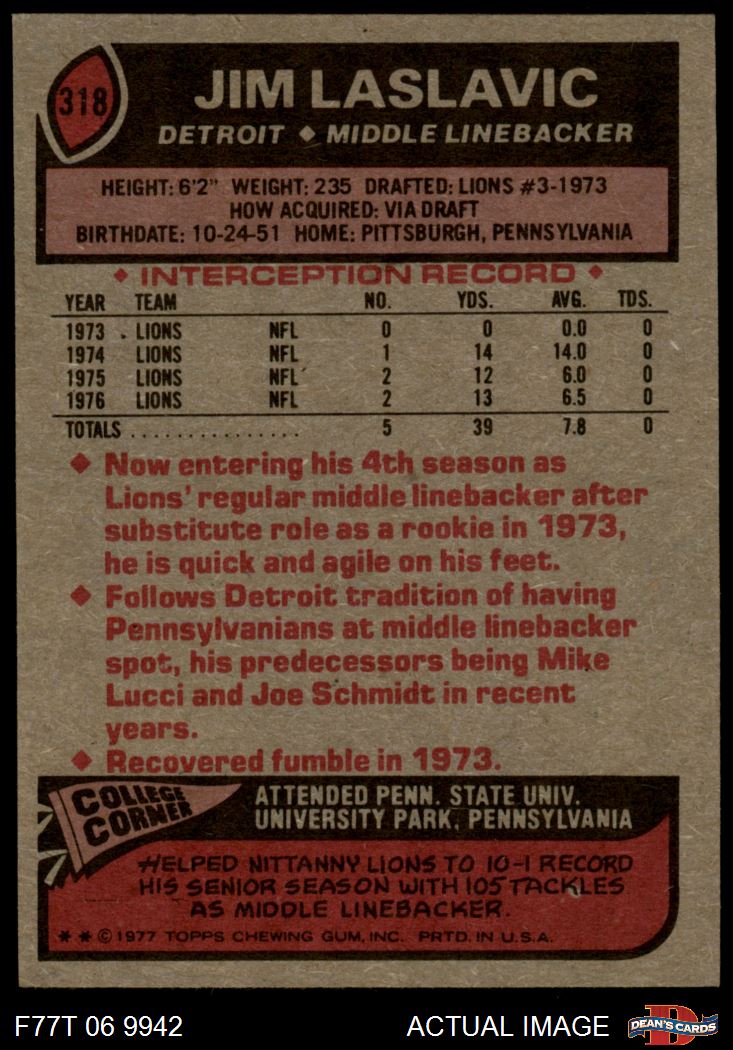 318
JIM LASLAVIC
DETROIT ◆ MIDDLE LINEBACKER
HEIGHT: 6'2" WEIGHT: 235 DRAFTED: LIONS #3-1973
HOW ACQUIRED: VIA DRAFT
BIRTHDATE: 10-24-51 HOME: PITTSBURGH, PENNSYLVANIA
◆ INTERCEPTION RECORD ◆
YEAR TEAM NO. YDS. AVG. TDS.
1973 LIONS NFL 0 0 0.0 0
1974 LIONS NFL 1 14 14.0 0
1975 LIONS NFL 2 12 6.0 0
1976 LIONS NFL 2 13 6.5 0
TOTALS ................ 5 39 7.8 0
◆ Now entering his 4th season as
Lions' regular middle linebacker after
substitute role as a rookie in 1973,
he is quick and agile on his feet.
◆ Follows Detroit tradition of having
Pennsylvanians at middle linebacker
spot, his predecessors being Mike
Lucci and Joe Schmidt in recent
years.
◆ Recovered fumble in 1973.
COLLEGE
CORNER
ATTENDED PENN. STATE UNIV.
UNIVERSITY PARK, PENNSYLVANIA
HELPED NITTANNY LIONS TO 10-1 RECORD
HIS SENIOR SEASON WITH 105 TACKLES
AS MIDDLE LINEBACKER.
* * © 1977 TOPPS CHEWING GUM, INC. PRTD. IN U.S.A.
F77T 06 9942 ACTUAL IMAGE D DEAN'S CARDS